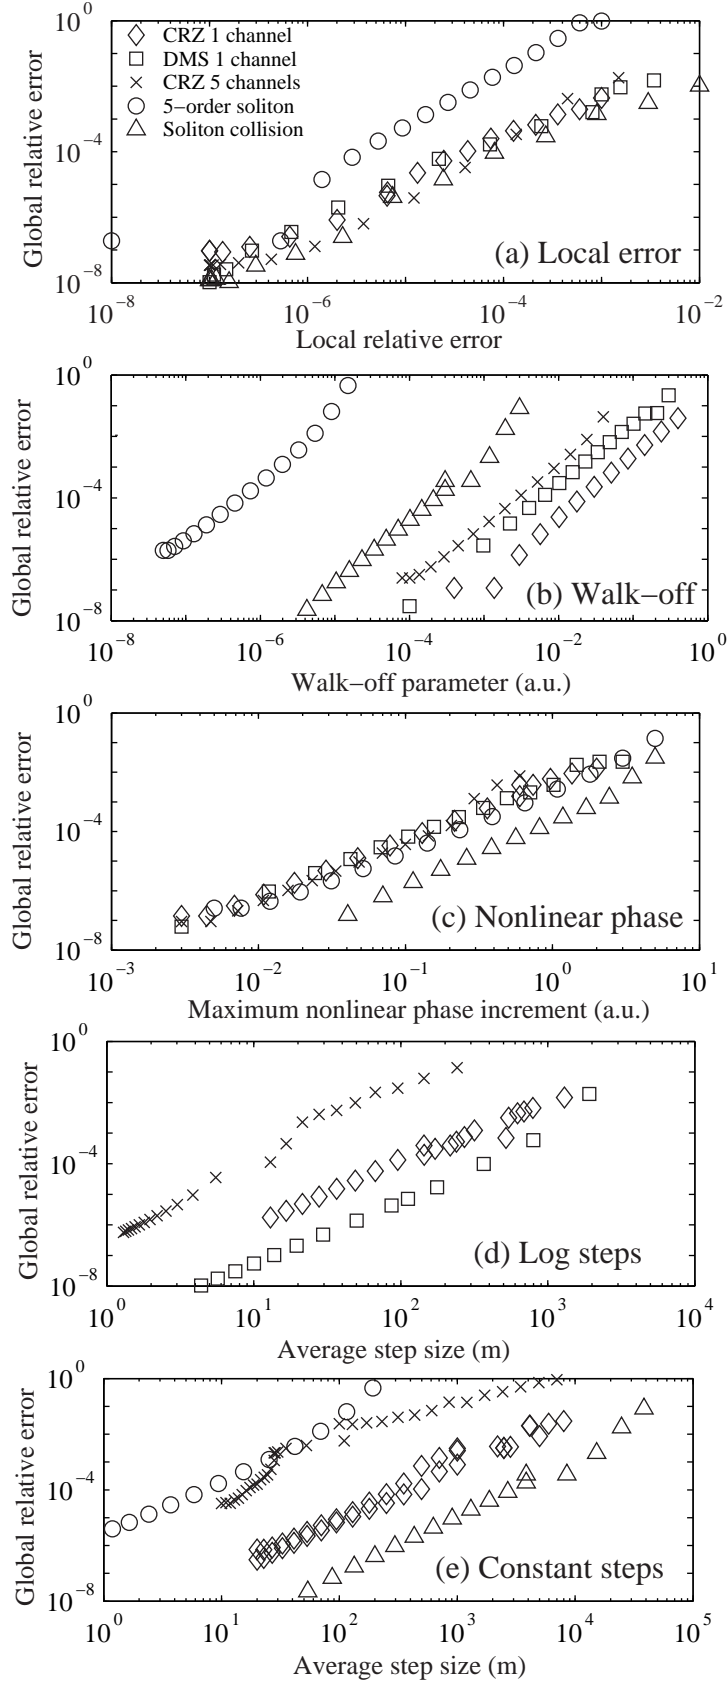 10^0
10^−4
10^−8
Global relative error
CRZ 1 channel
DMS 1 channel
CRZ 5 channels
5−order soliton
Soliton collision
(a) Local error
10^−8 10^−6 10^−4 10^−2
Local relative error
10^0
10^−4
10^−8
Global relative error
(b) Walk−off
10^−8 10^−6 10^−4 10^−2 10^0
Walk−off parameter (a.u.)
10^0
10^−4
10^−8
Global relative error
(c) Nonlinear phase
10^−3 10^−2 10^−1 10^0 10^1
Maximum nonlinear phase increment (a.u.)
10^0
10^−4
10^−8
Global relative error
(d) Log steps
10^0 10^1 10^2 10^3 10^4
Average step size (m)
10^0
10^−4
10^−8
Global relative error
(e) Constant steps
10^0 10^1 10^2 10^3 10^4 10^5
Average step size (m)